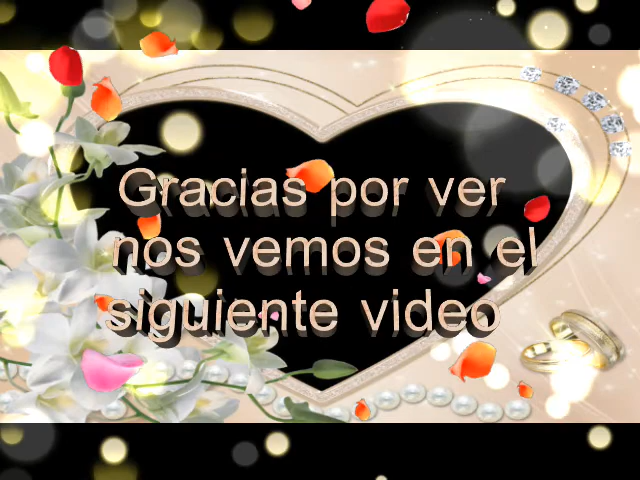 Gracias por ver
nos vemos en el
siguiente video